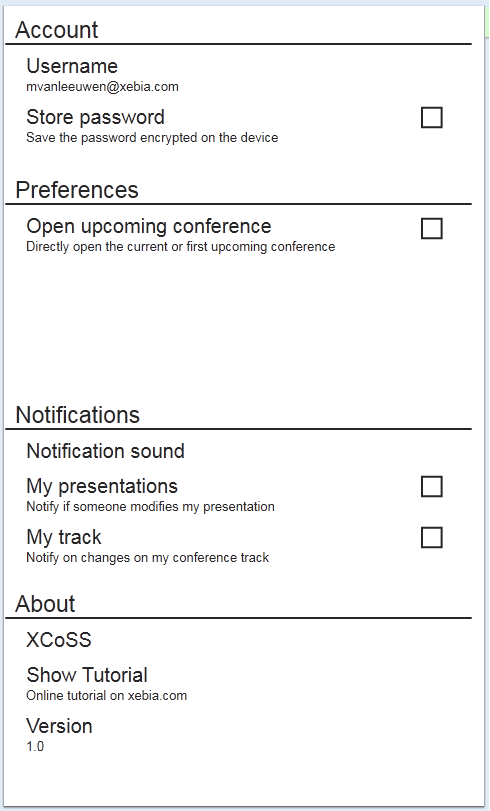 Account
Username
mvanleeuwen@xebia.com
Store password
Save the password encrypted on the device
Preferences
Open upcoming conference
Directly open the current or first upcoming conference
Notifications
Notification sound
My presentations
Notify if someone modifies my presentation
My track
Notify on changes on my conference track
About
XCoSS
Show Tutorial
Online tutorial on xebia.com
Version
1.0